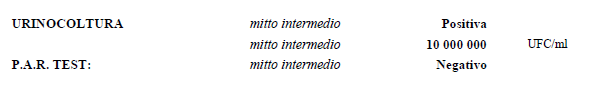 URINOCOLTURA mitto intermedio Positiva
mitto intermedio 10 000 000 UFC/ml
P.A.R. TEST: mitto intermedio Negativo